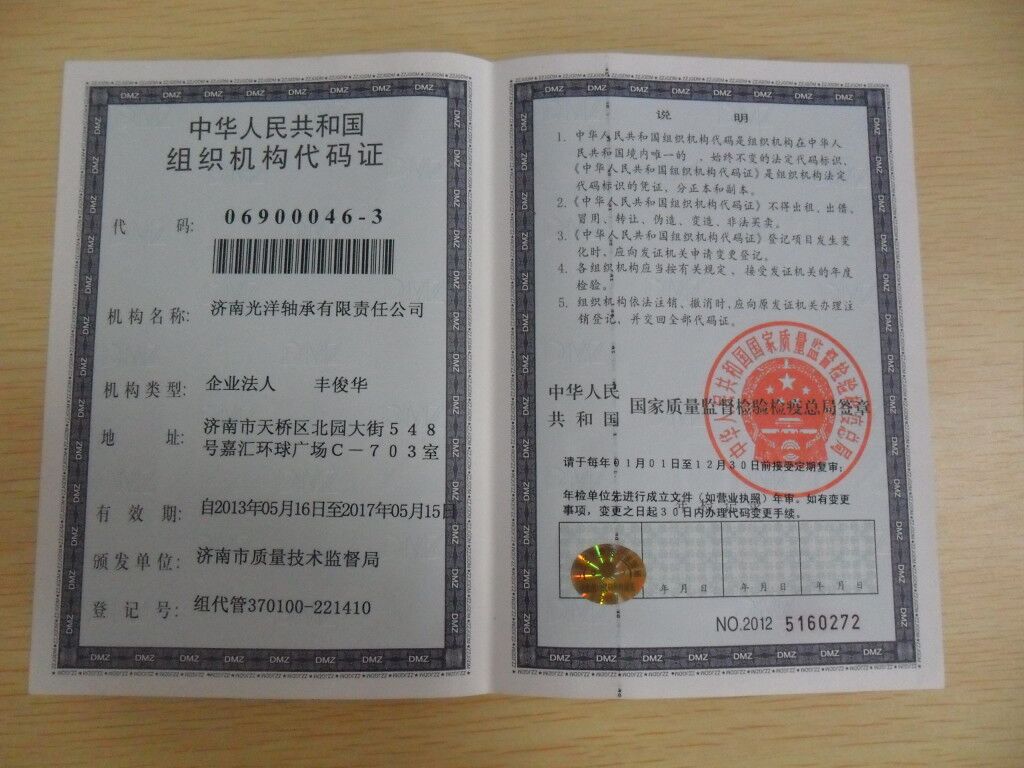 中华人民共和国
组织机构代码证
代 码: 06900046-3
机构名称: 济南光洋轴承有限责任公司
机构类型: 企业法人 丰俊华
地 址: 济南市天桥区北园大街548
号嘉汇环球广场C-703室
有 效 期: 自2013年05月16日至2017年05月15日
颁发单位: 济南市质量技术监督局
登 记 号: 组代管370100-221410
说 明
1. 中华人民共和国组织机构代码是组织机构在中华人
民共和国境内唯一的、始终不变的法定代码标识,
《中华人民共和国组织机构代码证》是组织机构法定
代码标识的凭证、分正本和副本。
2. 《中华人民共和国组织机构代码证》不得出租、出借、
冒用、转让、伪造、变造、非法买卖。
3. 《中华人民共和国组织机构代码证》登记项目发生变
化时、应向发证机关申请变更登记。
4. 各组织机构应当按有关规定、接受发证机关的年度
检验。
5. 组织机构依法注销、撤消时,应向原发证机关办理注
销登记、并交回全部代码证。
中华人民
共和国 国家质量监督检验检疫总局签章
中华人民共和国国家质量监督检验检疫总局
请于每年01月01日至12月30日前接受定期复审;
年检单位先进行成立文件(如营业执照)年审。如有变更
事项,变更之日起30日内办理代码变更手续。
年 月 日 年 月 日 年 月 日
NO.2012 5160272